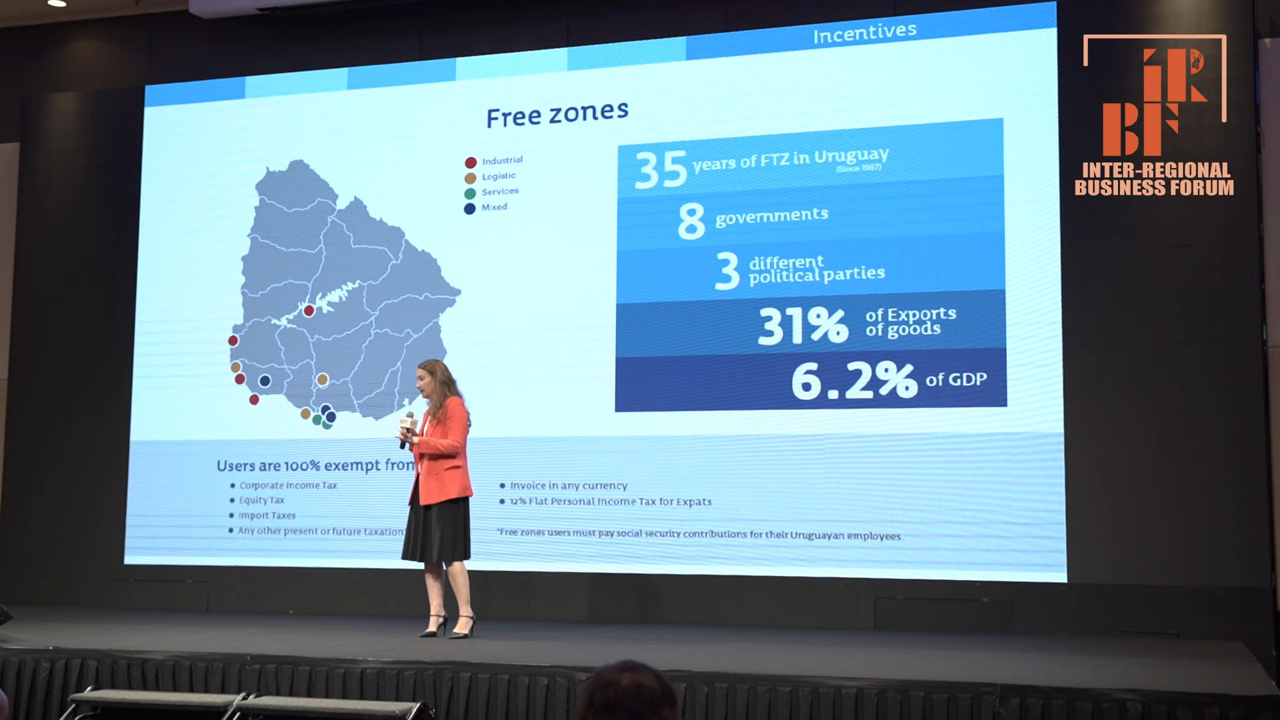 Incentives
Free zones
Industrial
Logistic
Services
Mixed
35 years of FTZ in Uruguay
(Since 1987)
8 governments
3 different
political parties
31% of Exports
of goods
6.2% of GDP
Users are 100% exempt from
Corporate Income Tax
Equity Tax
Import Taxes
Any other present or future taxation
Invoice in any currency
12% Flat Personal Income Tax for Expats
*Free zones users must pay social security contributions for their Uruguayan employees.
IR
BF
INTER-REGIONAL
BUSINESS FORUM